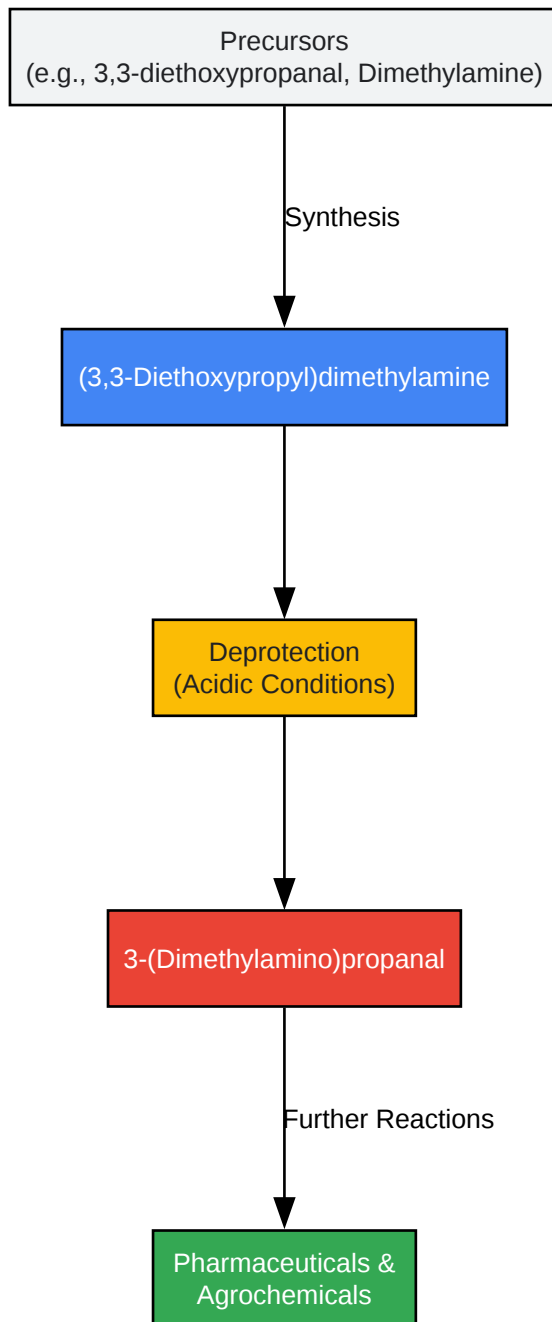 Precursors
(e.g., 3,3-diethoxypropanal, Dimethylamine)
Synthesis
(3,3-Diethoxypropyl)dimethylamine
Deprotection
(Acidic Conditions)
3-(Dimethylamino)propanal
Further Reactions
Pharmaceuticals &
Agrochemicals